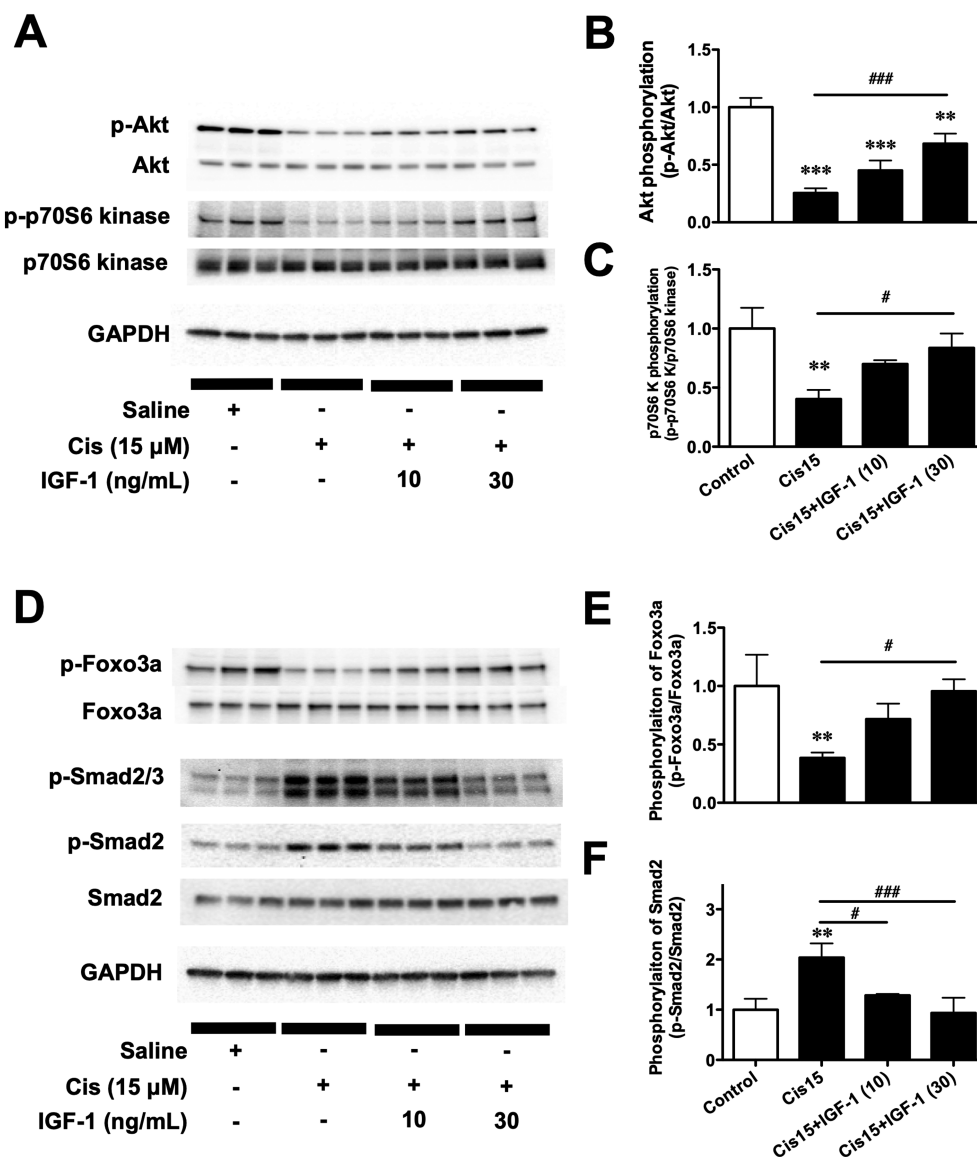 A
p-Akt
Akt
p-p70S6 kinase
p70S6 kinase
GAPDH
Saline + - - -
Cis (15 µM) - + + +
IGF-1 (ng/mL) - - 10 30
B
Akt phosphorylation
(p-Akt/Akt)
1.5
1.0
0.5
0.0
###
*** *** **
C
p70S6 K phosphorylation
(p-p70S6 K/p70S6 kinase)
1.5
1.0
0.5
0.0
#
**
Control
Cis15
Cis15+IGF-1 (10)
Cis15+IGF-1 (30)
D
p-Foxo3a
Foxo3a
p-Smad2/3
p-Smad2
Smad2
GAPDH
Saline + - - -
Cis (15 µM) - + + +
IGF-1 (ng/mL) - - 10 30
E
Phosphorylaiton of Foxo3a
(p-Foxo3a/Foxo3a)
1.5
1.0
0.5
0.0
#
**
F
Phosphorylaiton of Smad2
(p-Smad2/Smad2)
3
2
1
0
###
#
**
Control
Cis15
Cis15+IGF-1 (10)
Cis15+IGF-1 (30)